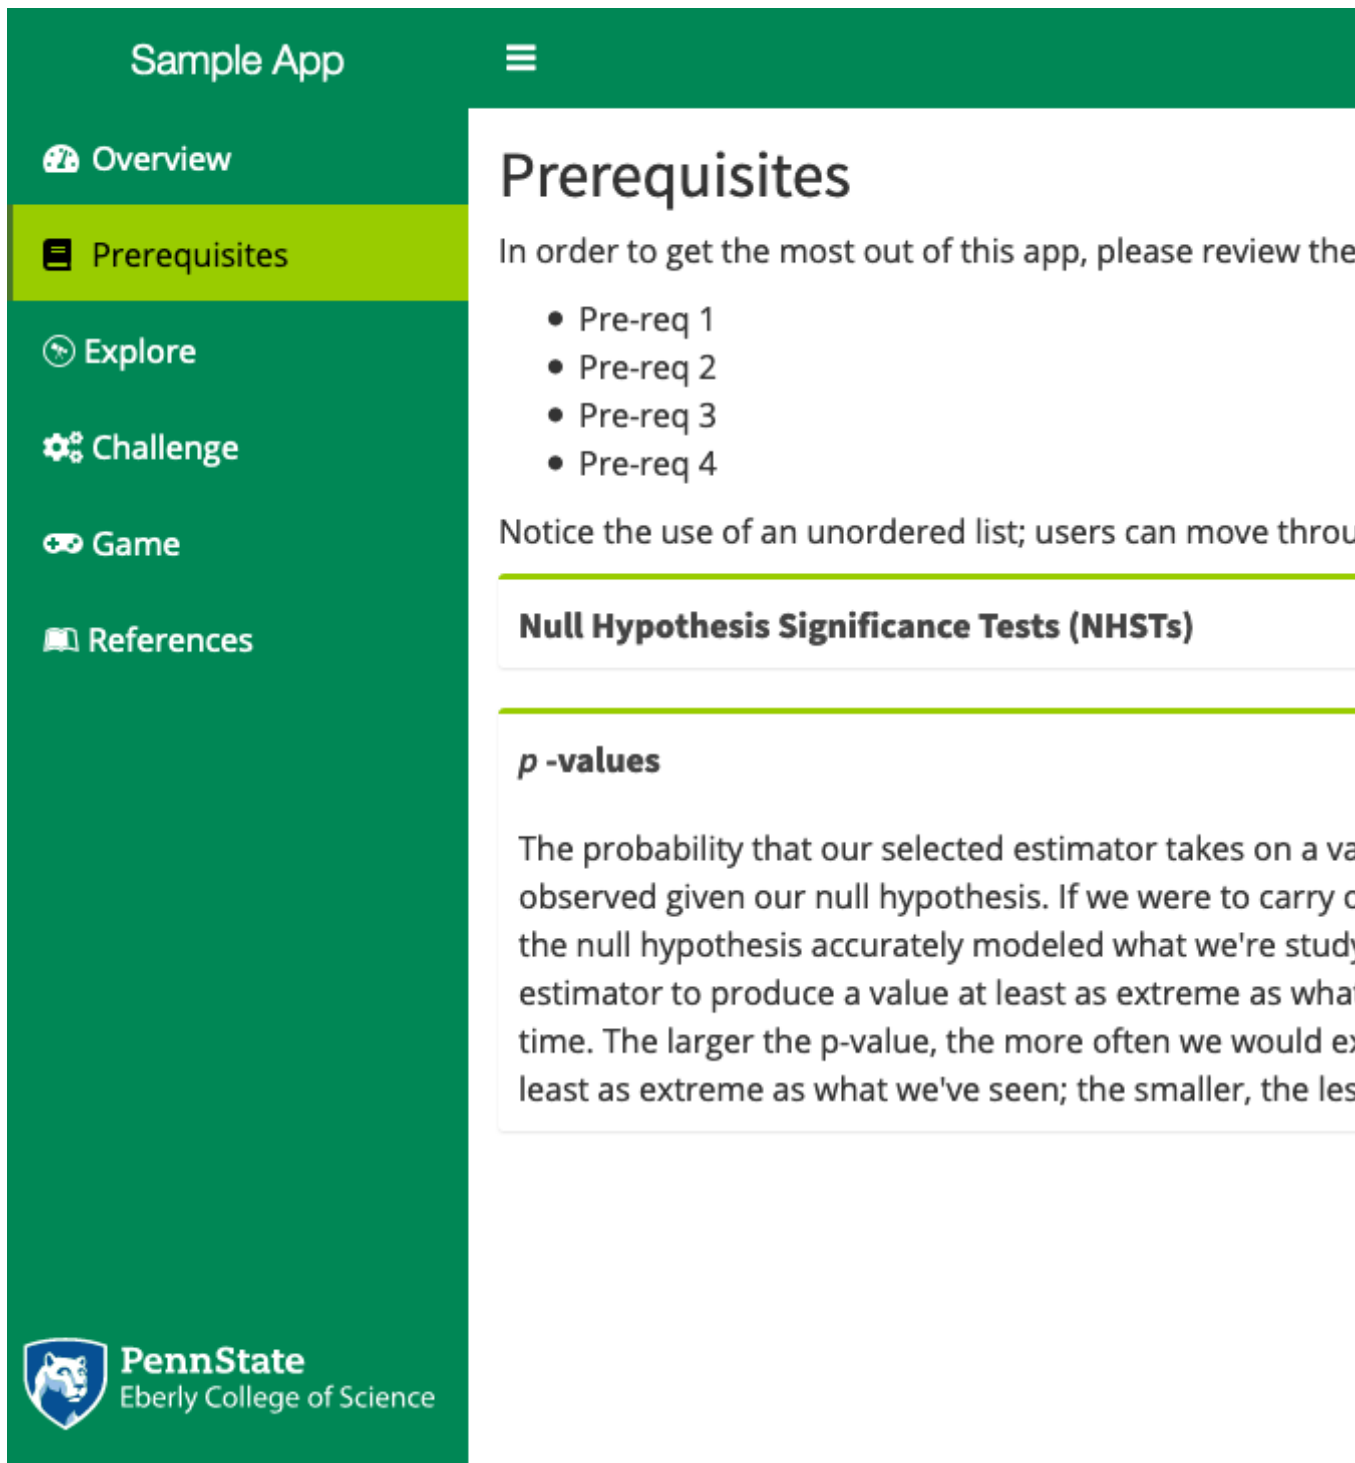 Sample App
Overview
Prerequisites
Explore
Challenge
Game
References
PennState
Eberly College of Science
Prerequisites
In order to get the most out of this app, please review the
• Pre-req 1
• Pre-req 2
• Pre-req 3
• Pre-req 4
Notice the use of an unordered list; users can move
Null Hypothesis Significance Tests (NHSTs)
p -values
The probability that our selected estimator takes on a
observed given our null hypothesis. If we were to carry
the null hypothesis accurately modeled what we're
estimator to produce a value at least as extreme as
time. The larger the p-value, the more often we would
least as extreme as what we've seen; the smaller, the